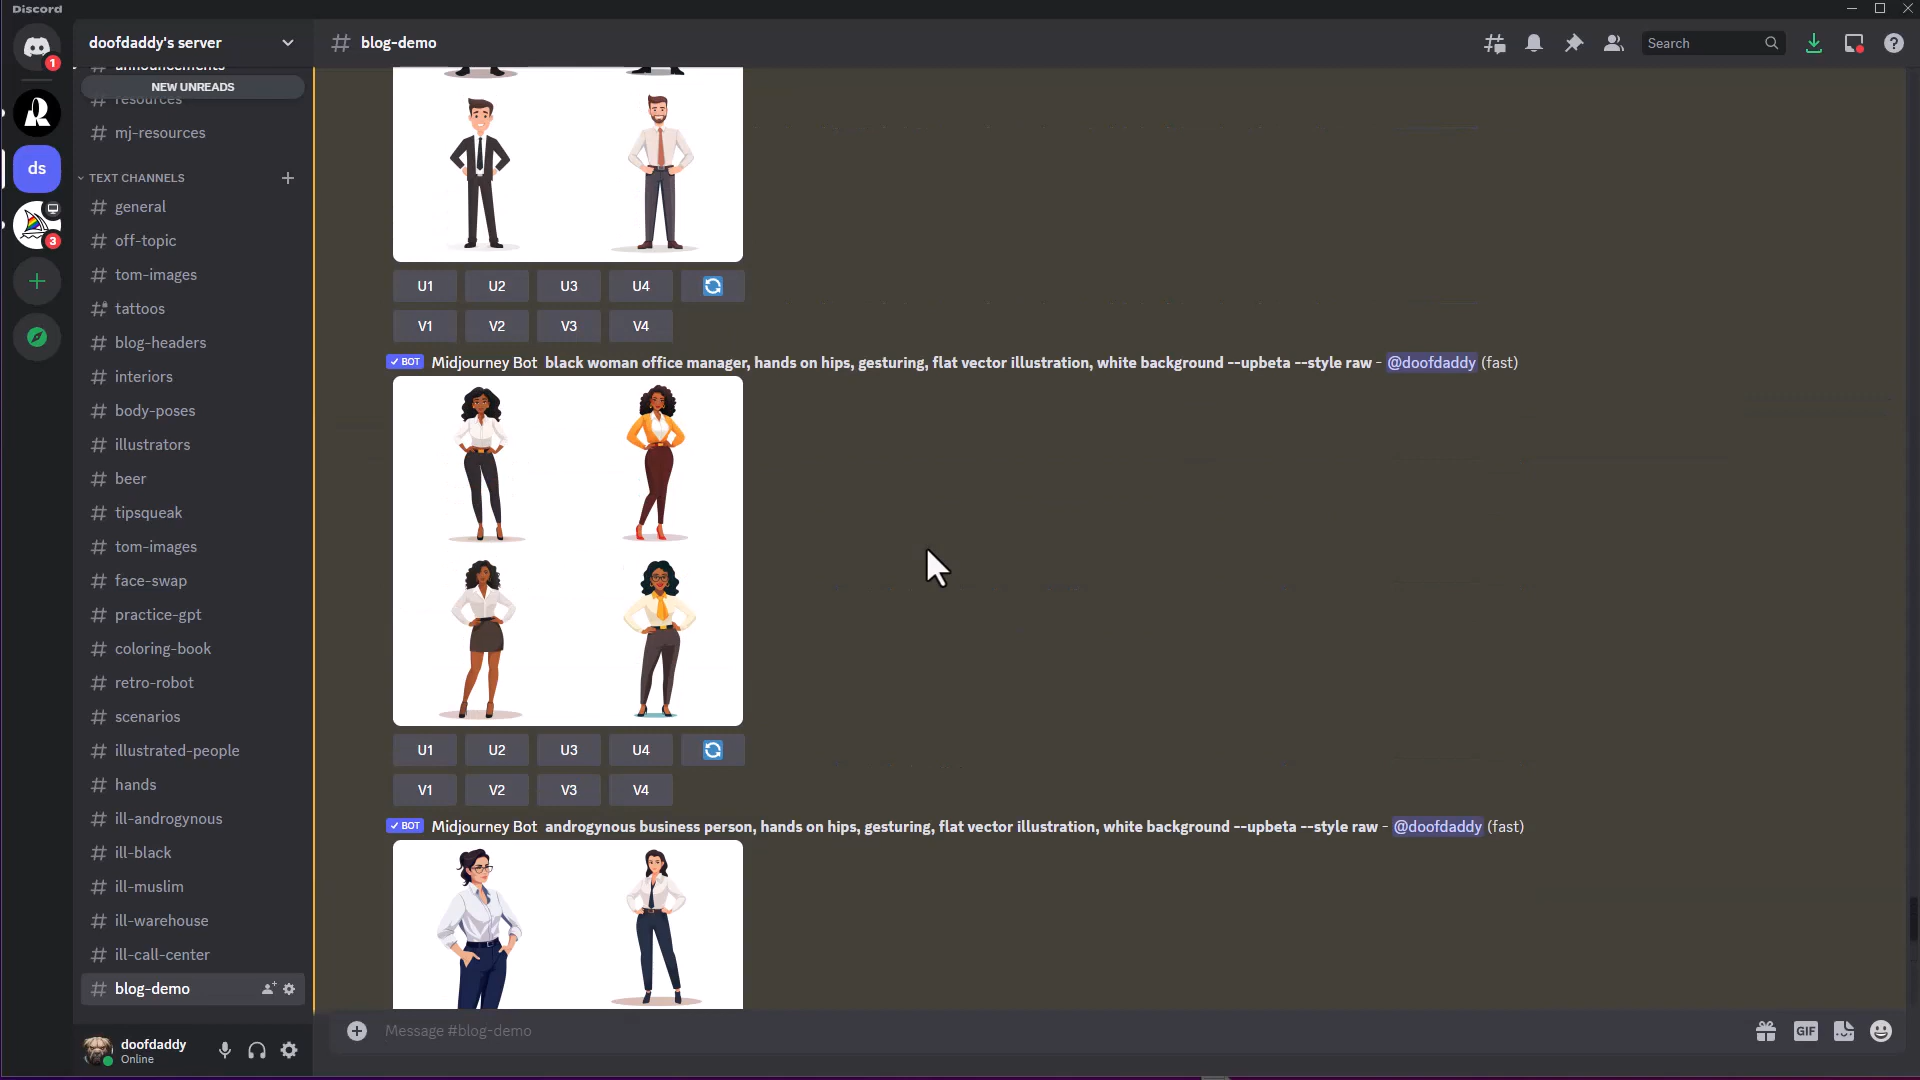 Discord
doofdaddy's server
blog-demo
Search
1
announcements
NEW UNREADS
resources
mj-resources
ds
3
TEXT CHANNELS
general
off-topic
tom-images
tattoos
blog-headers
interiors
body-poses
illustrators
beer
tipsqueak
tom-images
face-swap
practice-gpt
coloring-book
retro-robot
scenarios
illustrated-people
hands
ill-androgynous
ill-black
ill-muslim
ill-warehouse
ill-call-center
blog-demo
doofdaddy
Online
U1 U2 U3 U4
V1 V2 V3 V4
✓ BOT Midjourney Bot black woman office manager, hands on hips, gesturing, flat vector illustration, white background --upbeta --style raw - @doofdaddy (fast)
U1 U2 U3 U4
V1 V2 V3 V4
✓ BOT Midjourney Bot androgynous business person, hands on hips, gesturing, flat vector illustration, white background --upbeta --style raw - @doofdaddy (fast)
Message #blog-demo
GIF